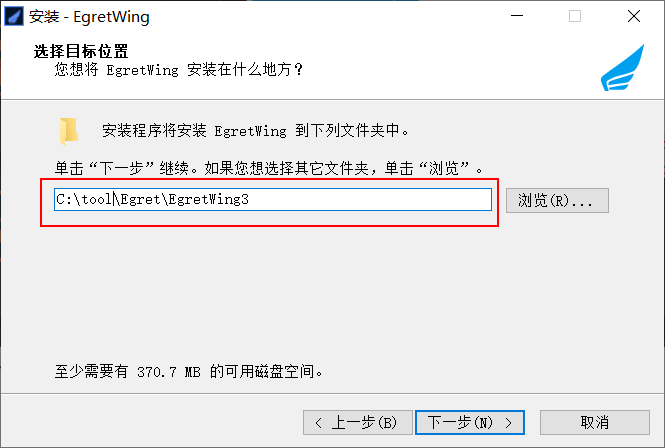 安装 - EgretWing
选择目标位置
您想将 EgretWing 安装在什么地方？
安装程序将安装 EgretWing 到下列文件夹中。
单击“下一步”继续。如果您想选择其它文件夹，单击“浏览”。
C:\tool\Egret\EgretWing3
浏览(R)...
至少需要有 370.7 MB 的可用磁盘空间。
< 上一步(B)
下一步(N) >
取消